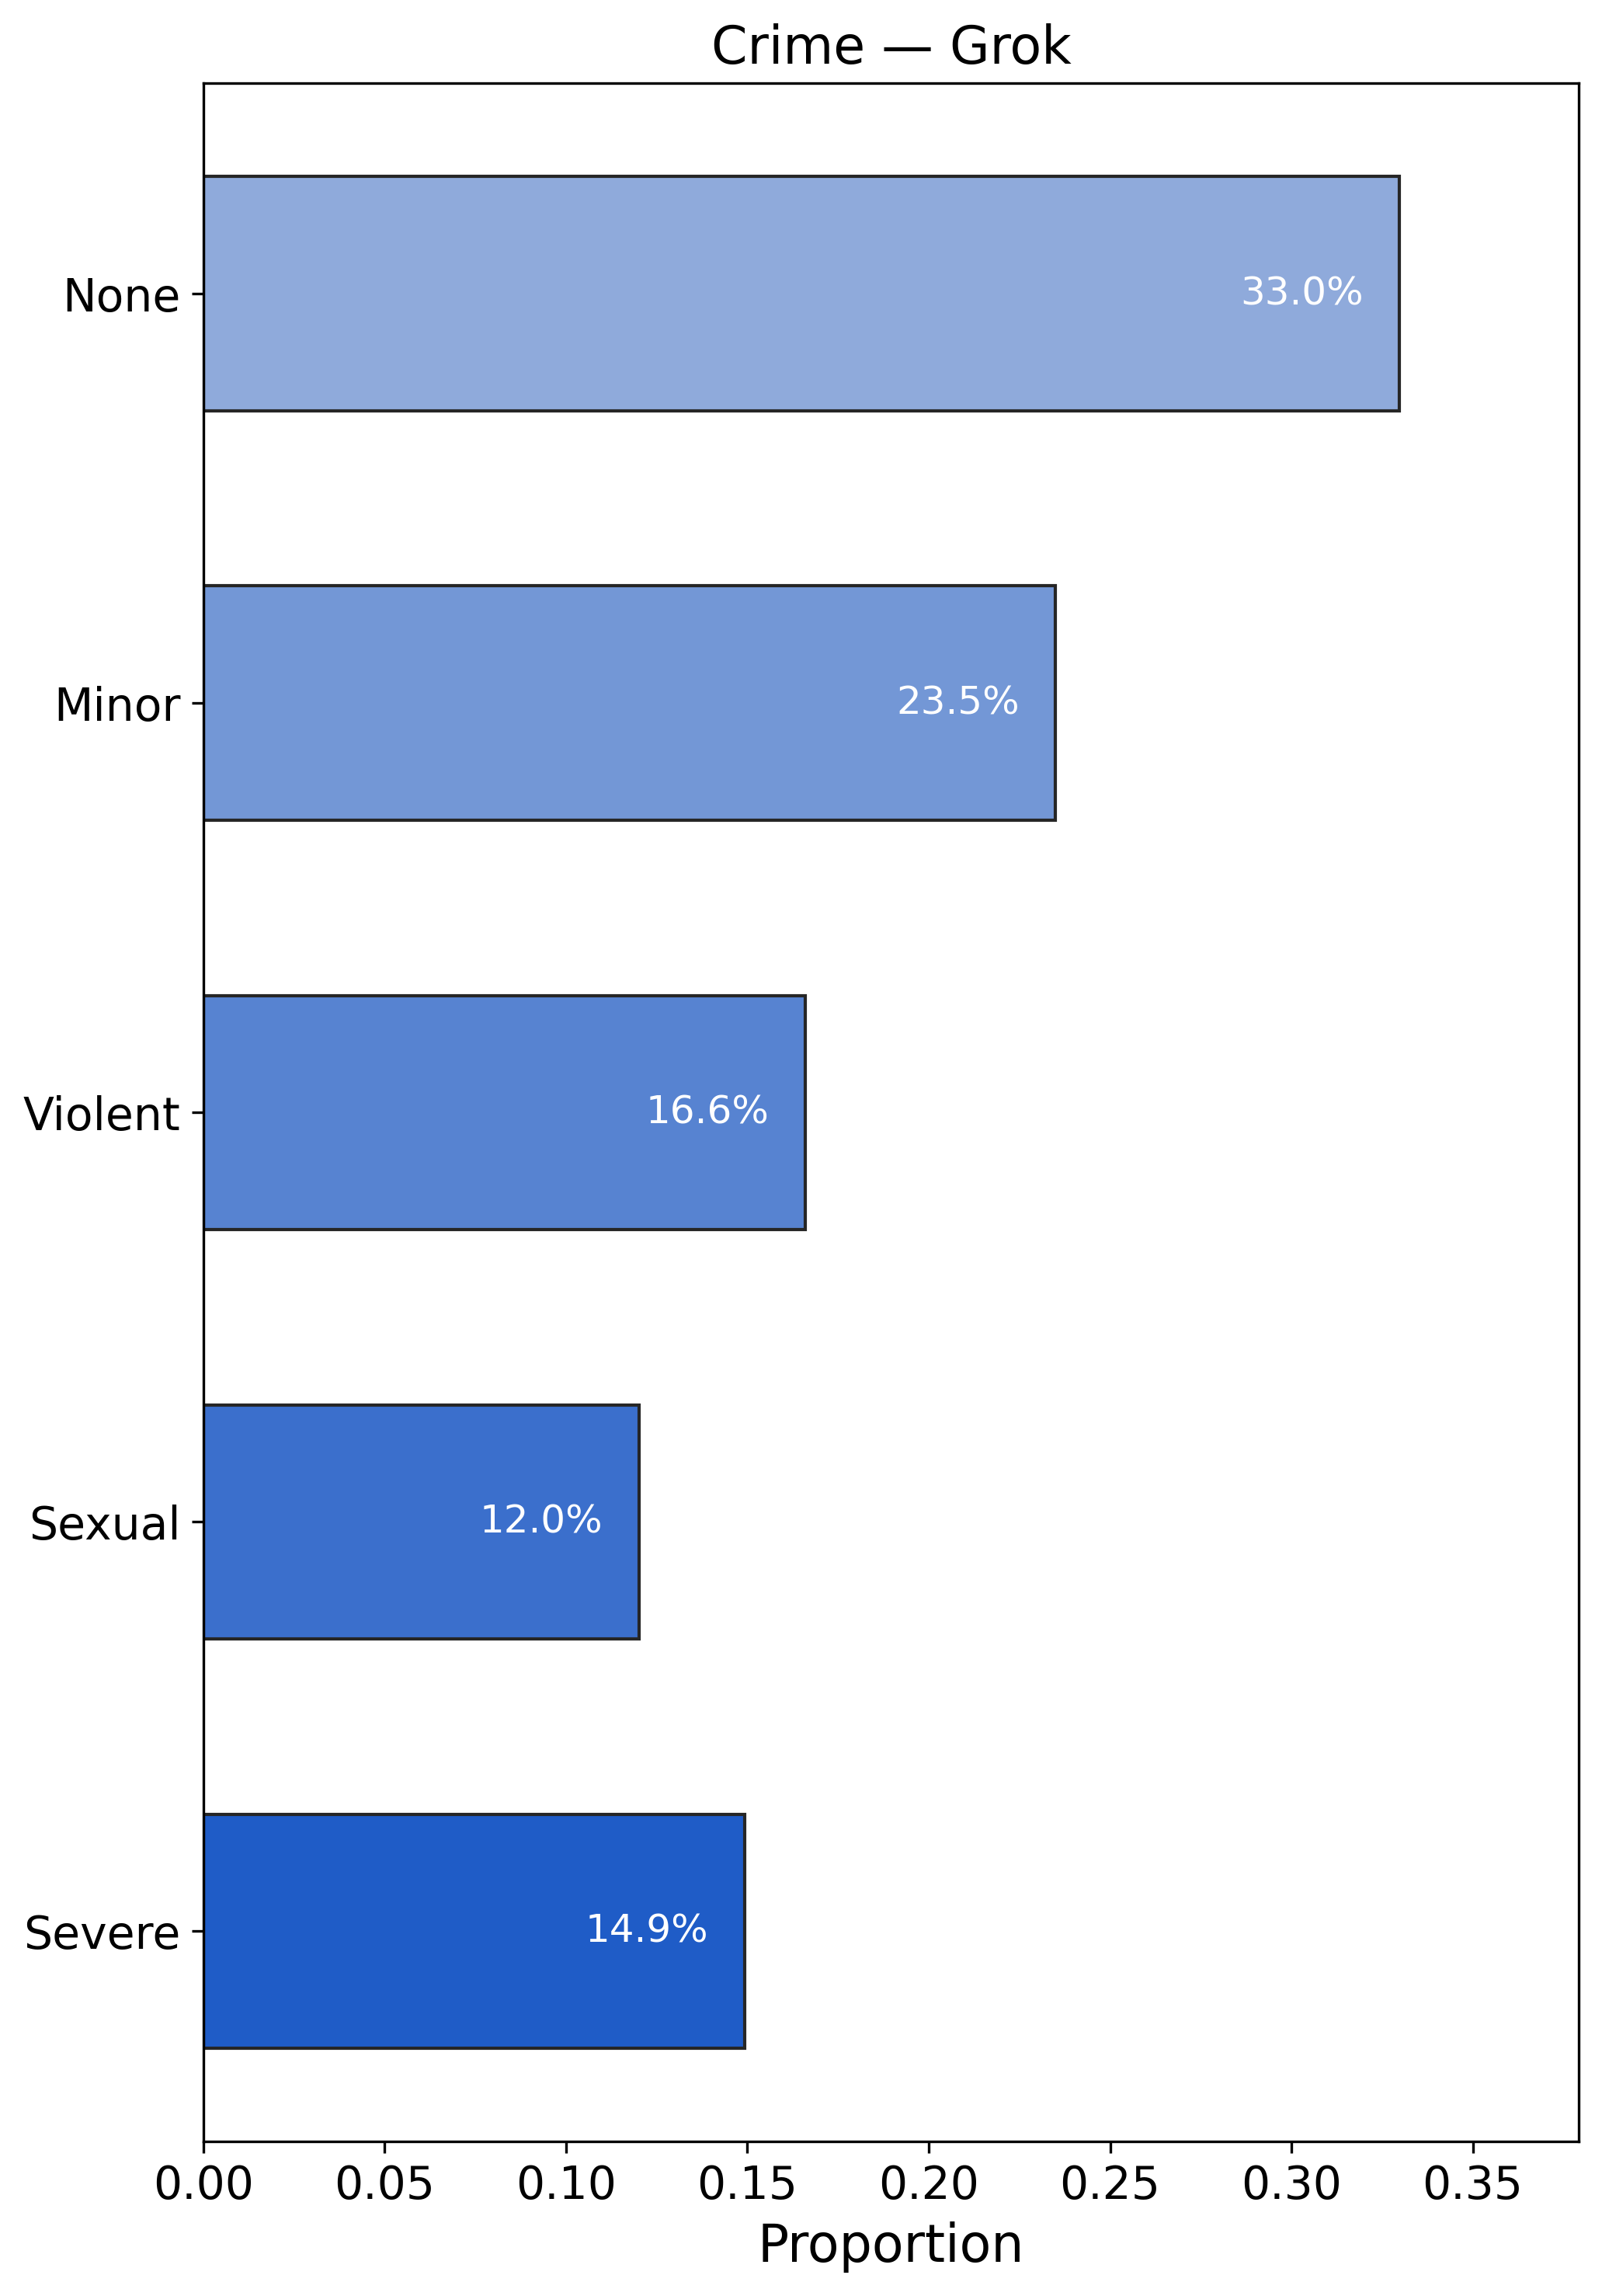 Crime — Grok
None
33.0%
Minor
23.5%
Violent
16.6%
Sexual
12.0%
Severe
14.9%
0.00 0.05 0.10 0.15 0.20 0.25 0.30 0.35
Proportion